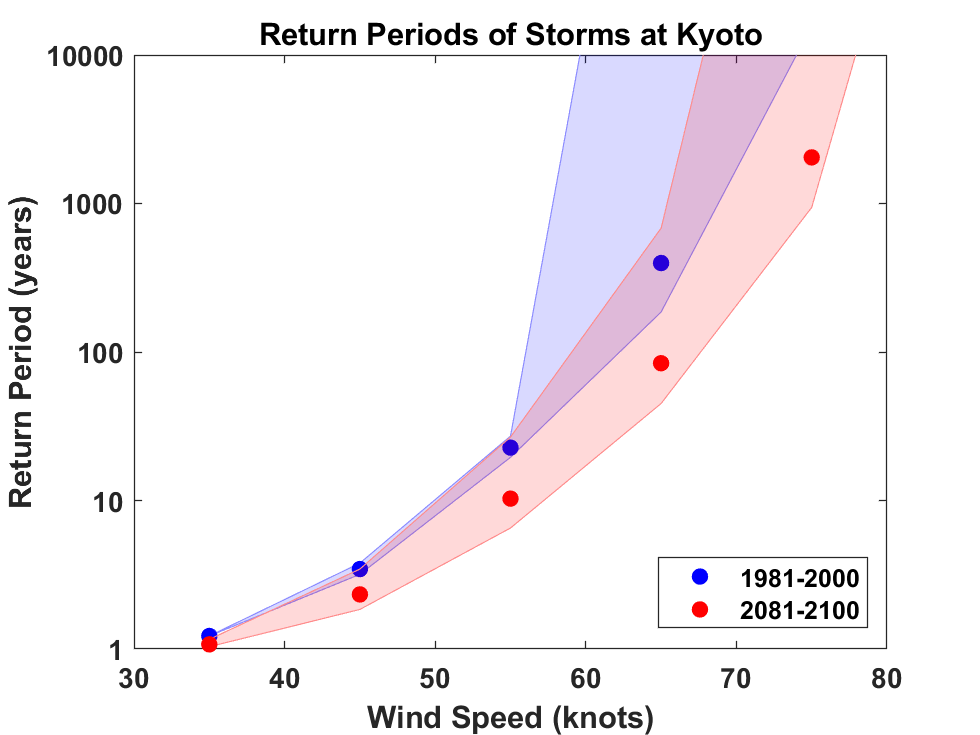 Return Periods of Storms at Kyoto
10000
1000
100
10
1
Return Period (years)
30 40 50 60 70 80
Wind Speed (knots)
1981-2000
2081-2100